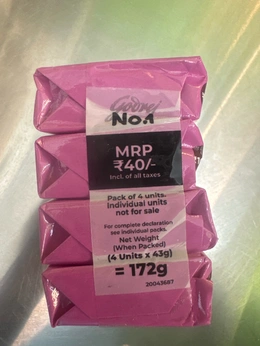 Godrej
No.1
MRP
₹40/-
Incl. of all taxes
Pack of 4 units.
Individual units
not for sale
For complete declaration
see individual packs.
Net Weight
(When Packed)
(4 Units x 43g)
= 172g
20043687